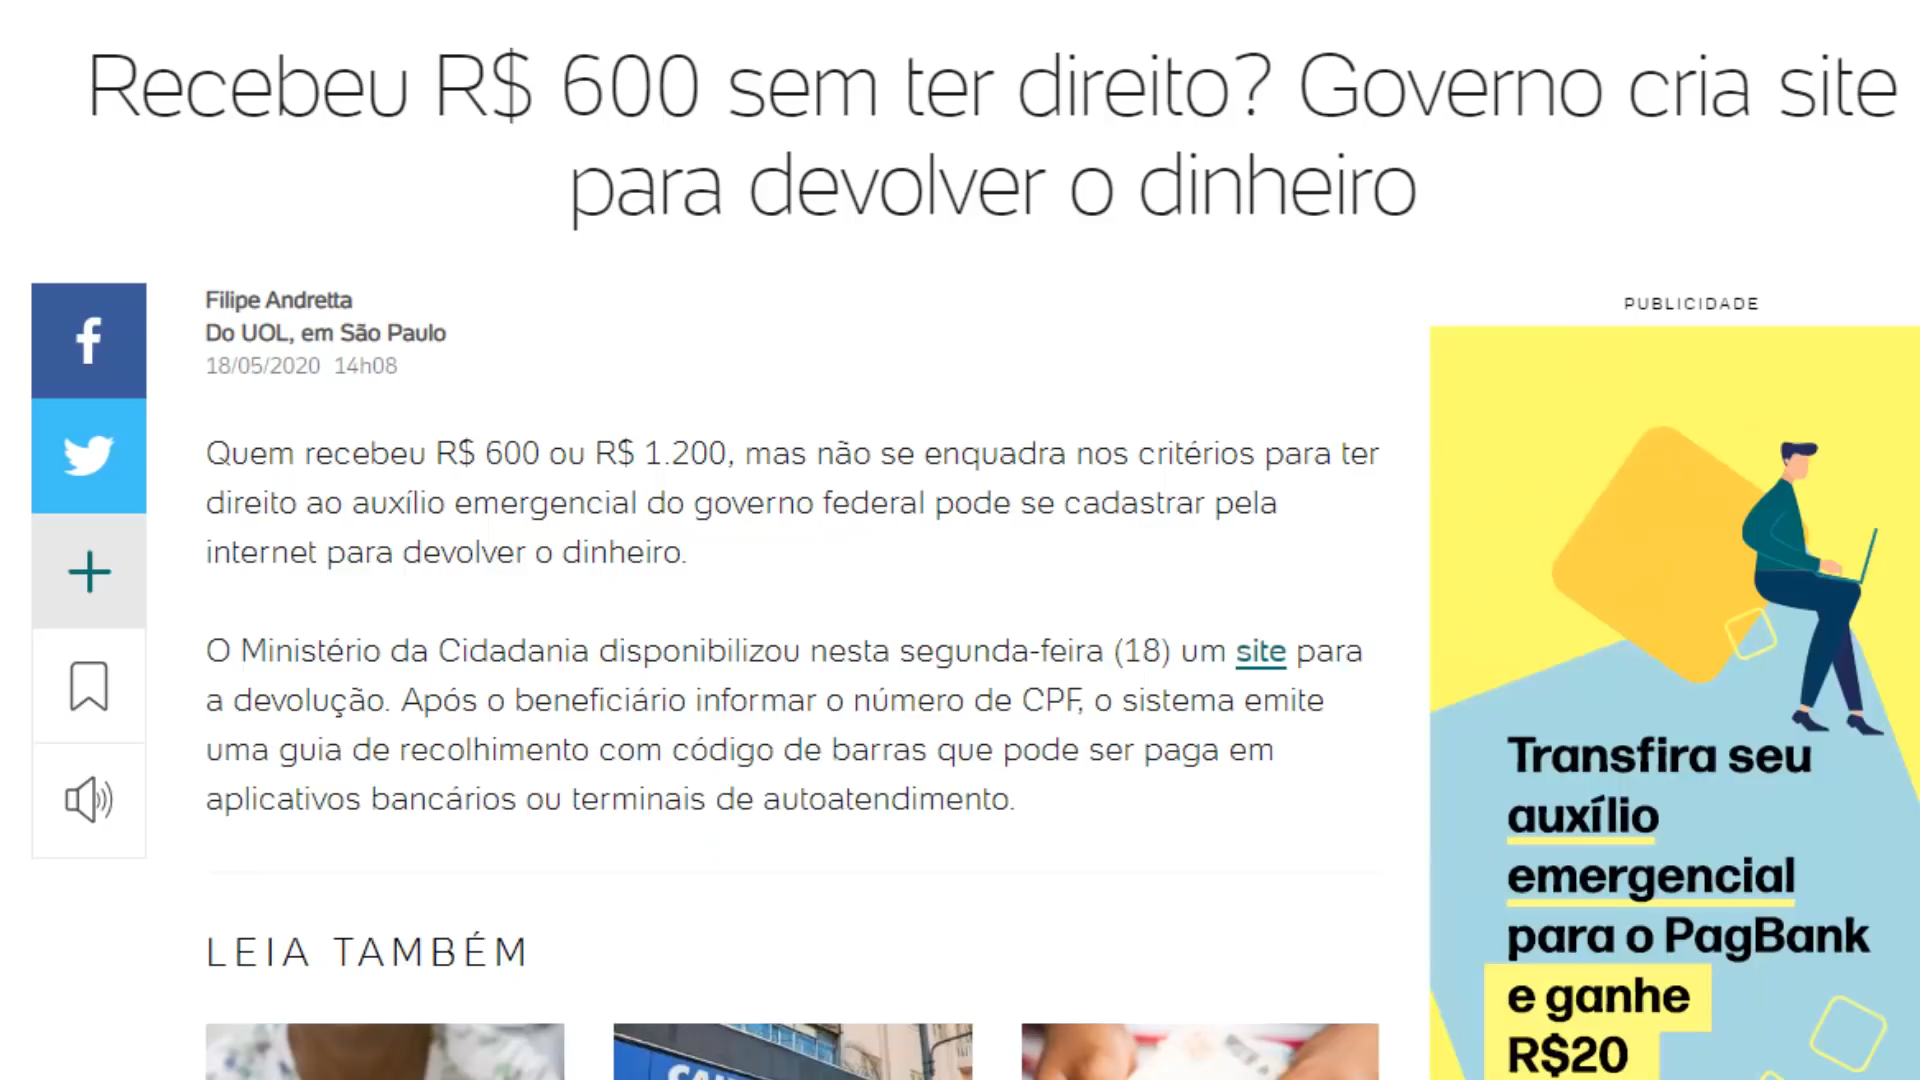 Recebeu R$ 600 sem ter direito? Governo cria site
para devolver o dinheiro
Filipe Andretta
Do UOL, em São Paulo
18/05/2020 14h08
Quem recebeu R$ 600 ou R$ 1.200, mas não se enquadra nos critérios para ter
direito ao auxílio emergencial do governo federal pode se cadastrar pela
internet para devolver o dinheiro.
O Ministério da Cidadania disponibilizou nesta segunda-feira (18) um site para
a devolução. Após o beneficiário informar o número de CPF, o sistema emite
uma guia de recolhimento com código de barras que pode ser paga em
aplicativos bancários ou terminais de autoatendimento.
LEIA TAMBÉM
PUBLICIDADE
Transfira seu
auxílio
emergencial
para o PagBank
e ganhe
R$20